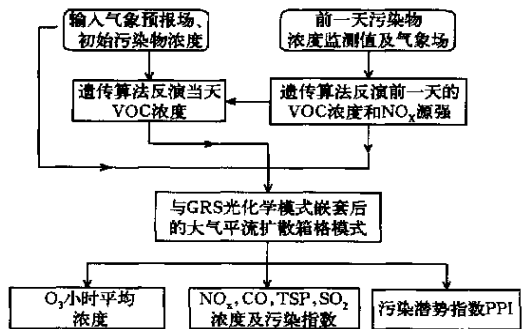 输入气象预报场、
初始污染物浓度
前一天污染物
浓度监测值及气象场
遗传算法反演当天
VOC浓度
遗传算法反演前一天的
VOC浓度和NOX源强
与GRS光化学模式嵌套后
的大气平流扩散箱格模式
O3小时平均
浓度
NOx,CO,TSP,SO2
浓度及污染指数
污染潜势指数PPI